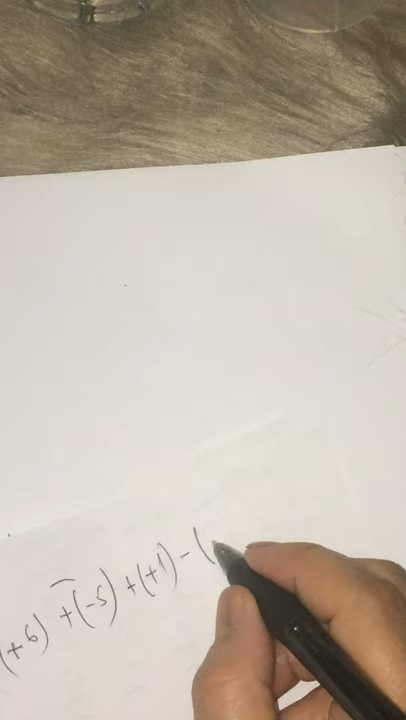 (+6) + (-5) + (+1) - (